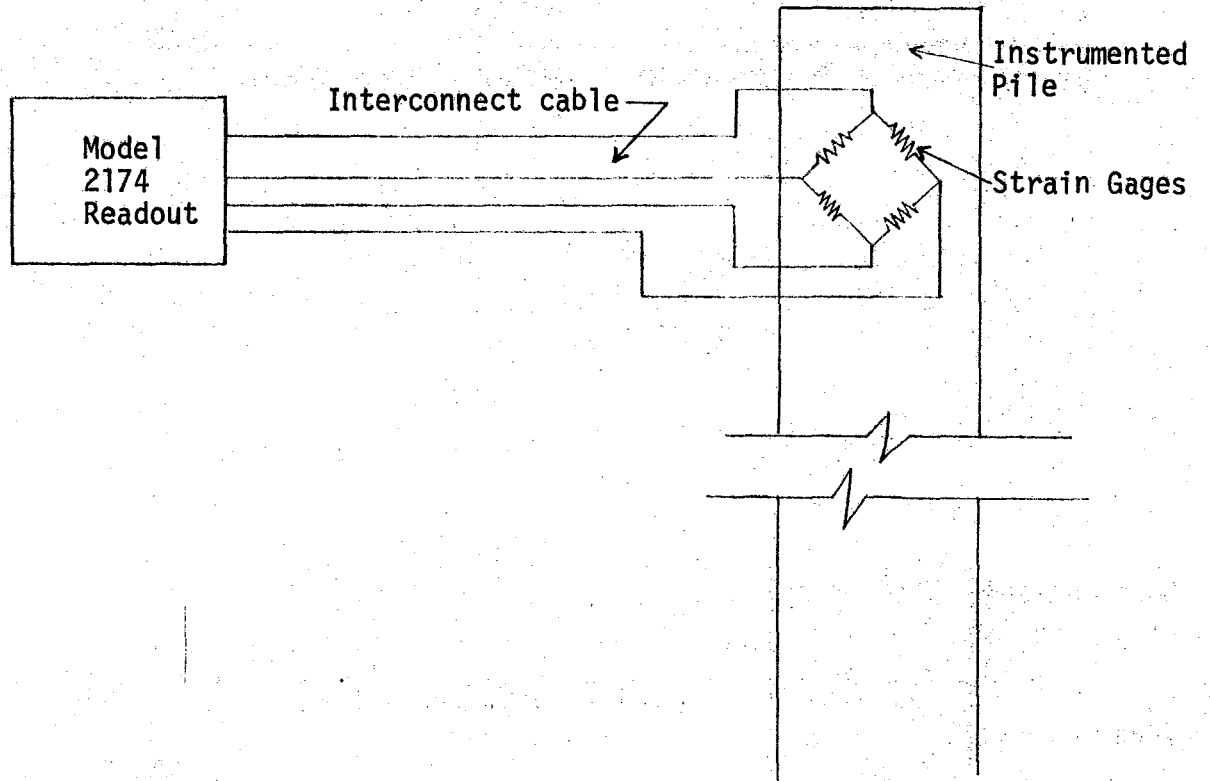 Instrumented
Pile
Interconnect cable
Model
2174
Readout
Strain Gages